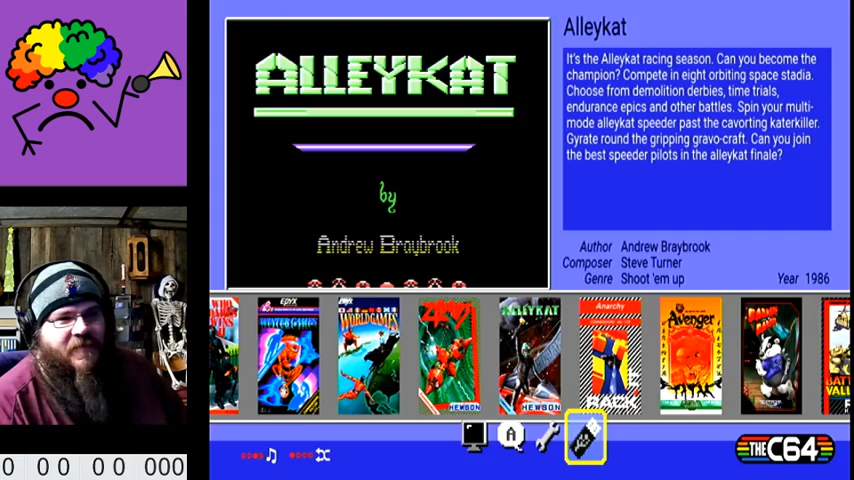 ALLEYKAT
by
Andrew Braybrook
Alleykat
It's the Alleykat racing season. Can you become the
champion? Compete in eight orbiting space stadia.
Choose from demolition derbies, time trials,
endurance epics and other battles. Spin your multi-
mode alleykat speeder past the cavorting katerkiller.
Gyrate round the gripping gravo-craft. Can you join
the best speeder pilots in the alleykat finale?
Author Andrew Braybrook
Composer Steve Turner
Genre Shoot 'em up Year 1986
WINS
EPYX
WINTER GAMES
EPYX
WORLD GAMES
HEWSON
ALLEYKAT
HEWSON
Anarchy
RACK
Avenger
A
THE C64
0 00 00 000